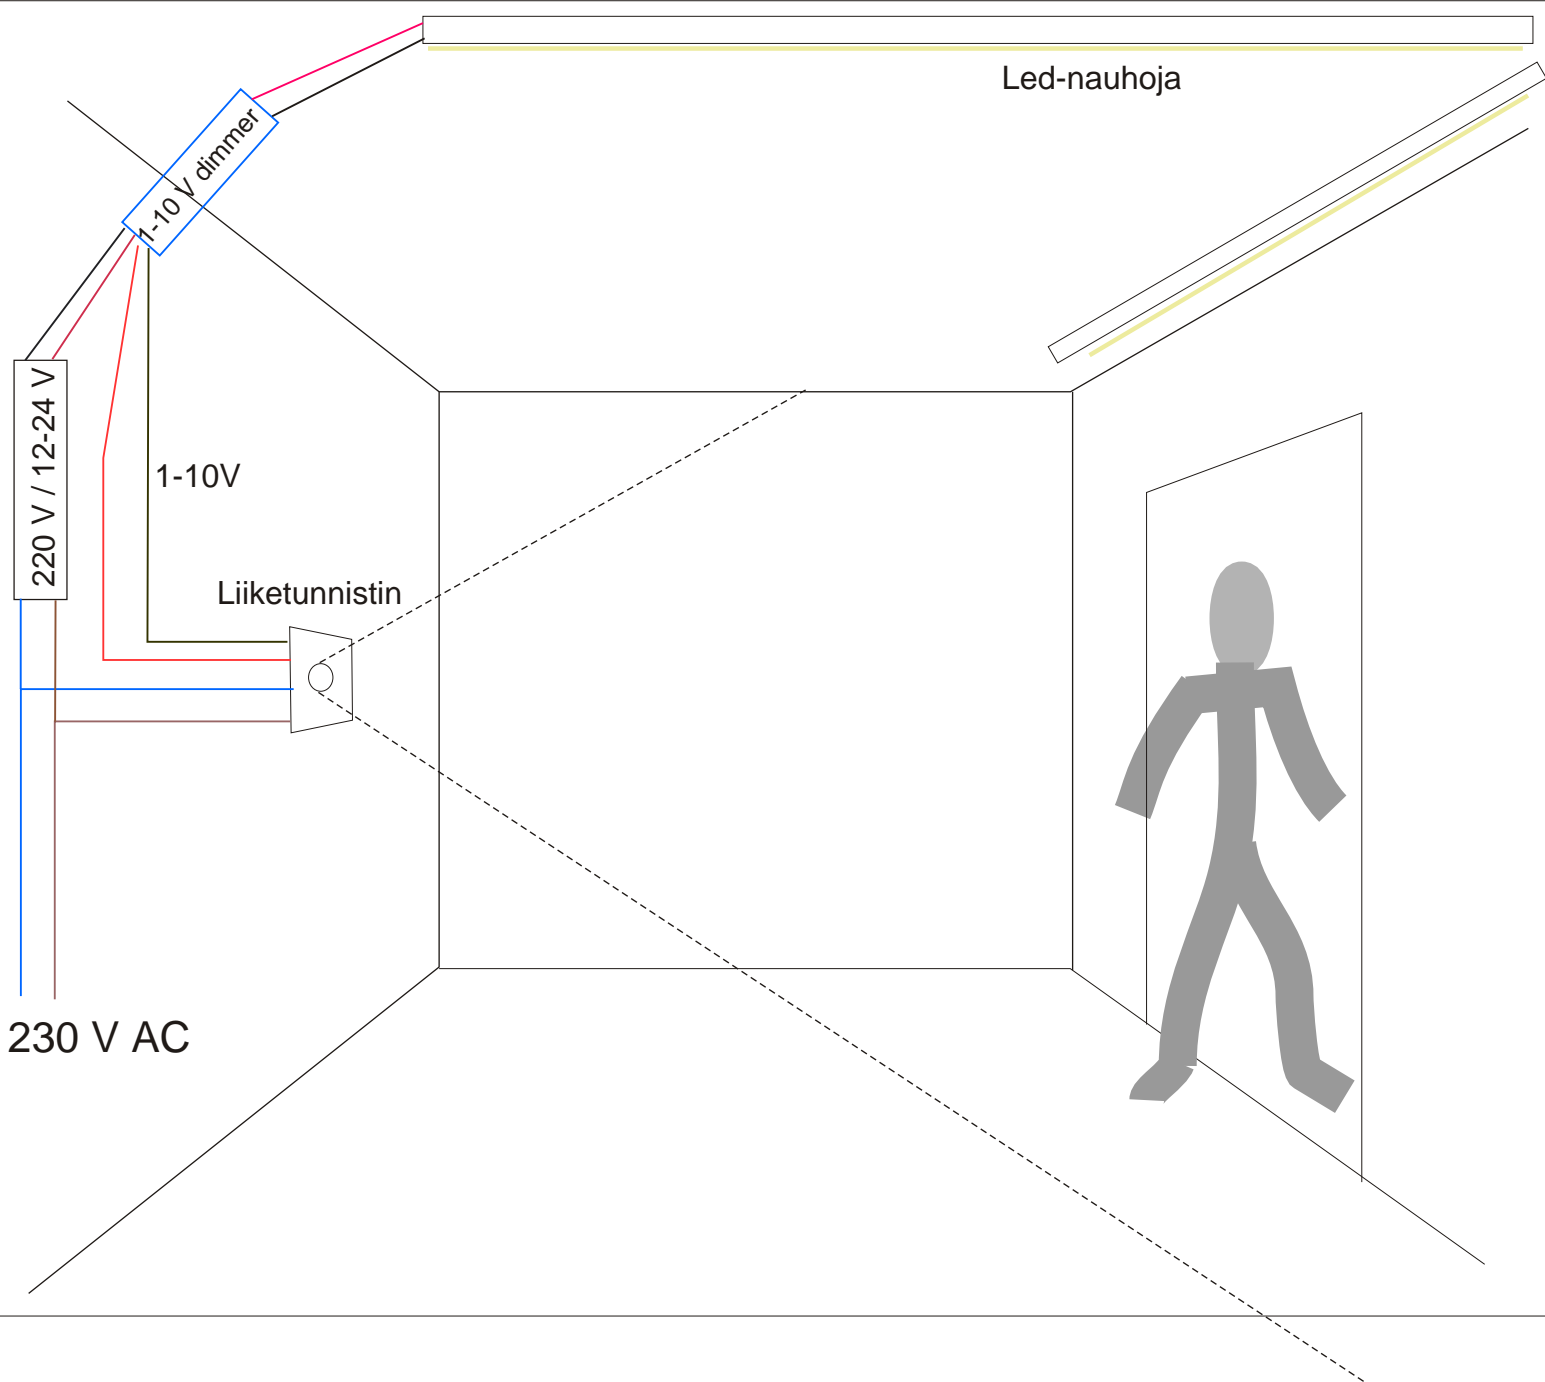 Led-nauhoja
1-10 V dimmer
220 V / 12-24 V
1-10V
Liiketunnistin
230 V AC